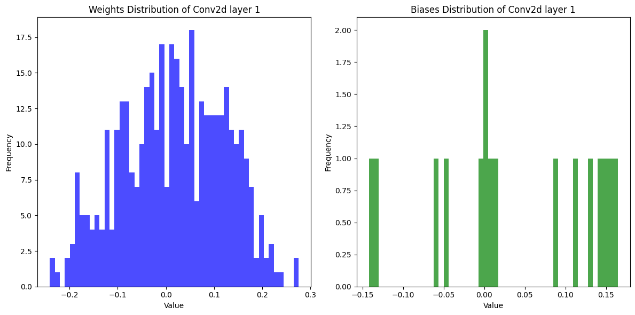 Weights Distribution of Conv2d layer 1
Frequency
17.5
15.0
12.5
10.0
7.5
5.0
2.5
0.0
−0.2 −0.1 0.0 0.1 0.2 0.3
Value
Biases Distribution of Conv2d layer 1
Frequency
2.00
1.75
1.50
1.25
1.00
0.75
0.50
0.25
0.00
−0.15 −0.10 −0.05 0.00 0.05 0.10 0.15
Value